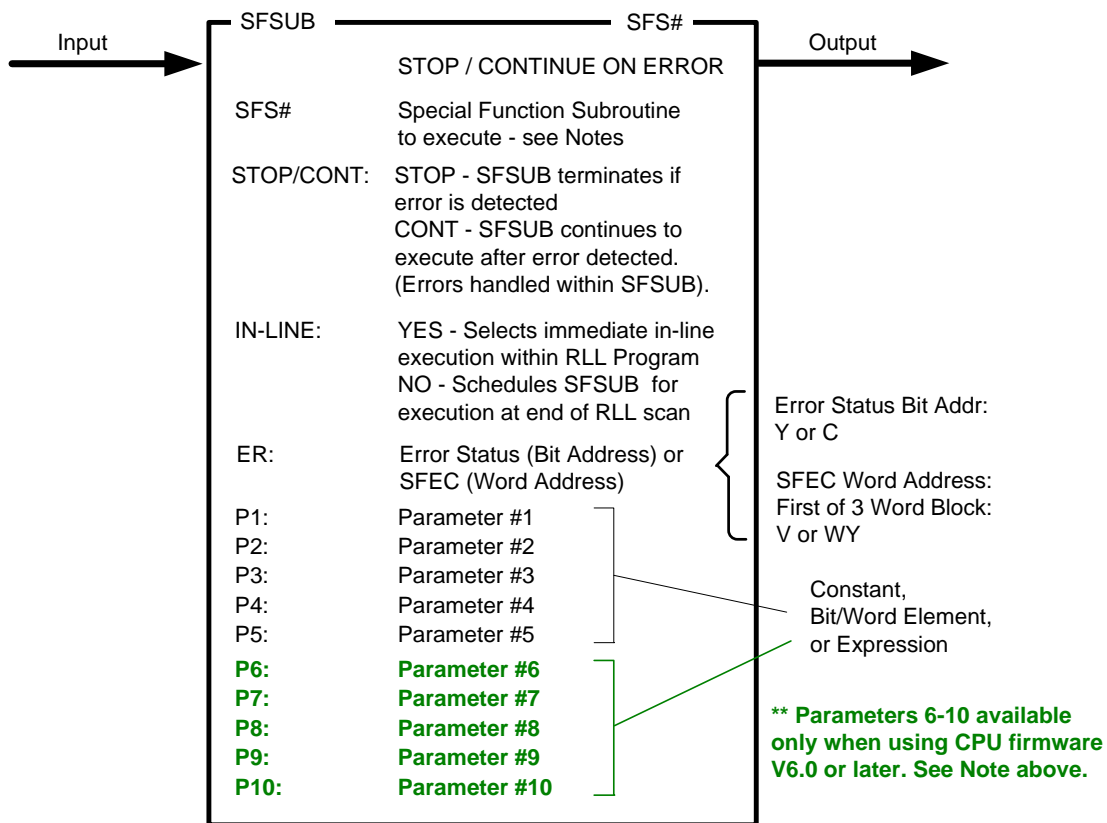 SFSUB SFS#
Input
Output
STOP / CONTINUE ON ERROR
SFS# Special Function Subroutine
to execute - see Notes
STOP/CONT: STOP - SFSUB terminates if
error is detected
CONT - SFSUB continues to
execute after error detected.
(Errors handled within SFSUB).
IN-LINE: YES - Selects immediate in-line
execution within RLL Program
NO - Schedules SFSUB for
execution at end of RLL scan
ER: Error Status (Bit Address) or
SFEC (Word Address)
Error Status Bit Addr:
Y or C
SFEC Word Address:
First of 3 Word Block:
V or WY
P1: Parameter #1
P2: Parameter #2
P3: Parameter #3
P4: Parameter #4
P5: Parameter #5
P6: Parameter #6
P7: Parameter #7
P8: Parameter #8
P9: Parameter #9
P10: Parameter #10
Constant,
Bit/Word Element,
or Expression
** Parameters 6-10 available
only when using CPU firmware
V6.0 or later. See Note above.